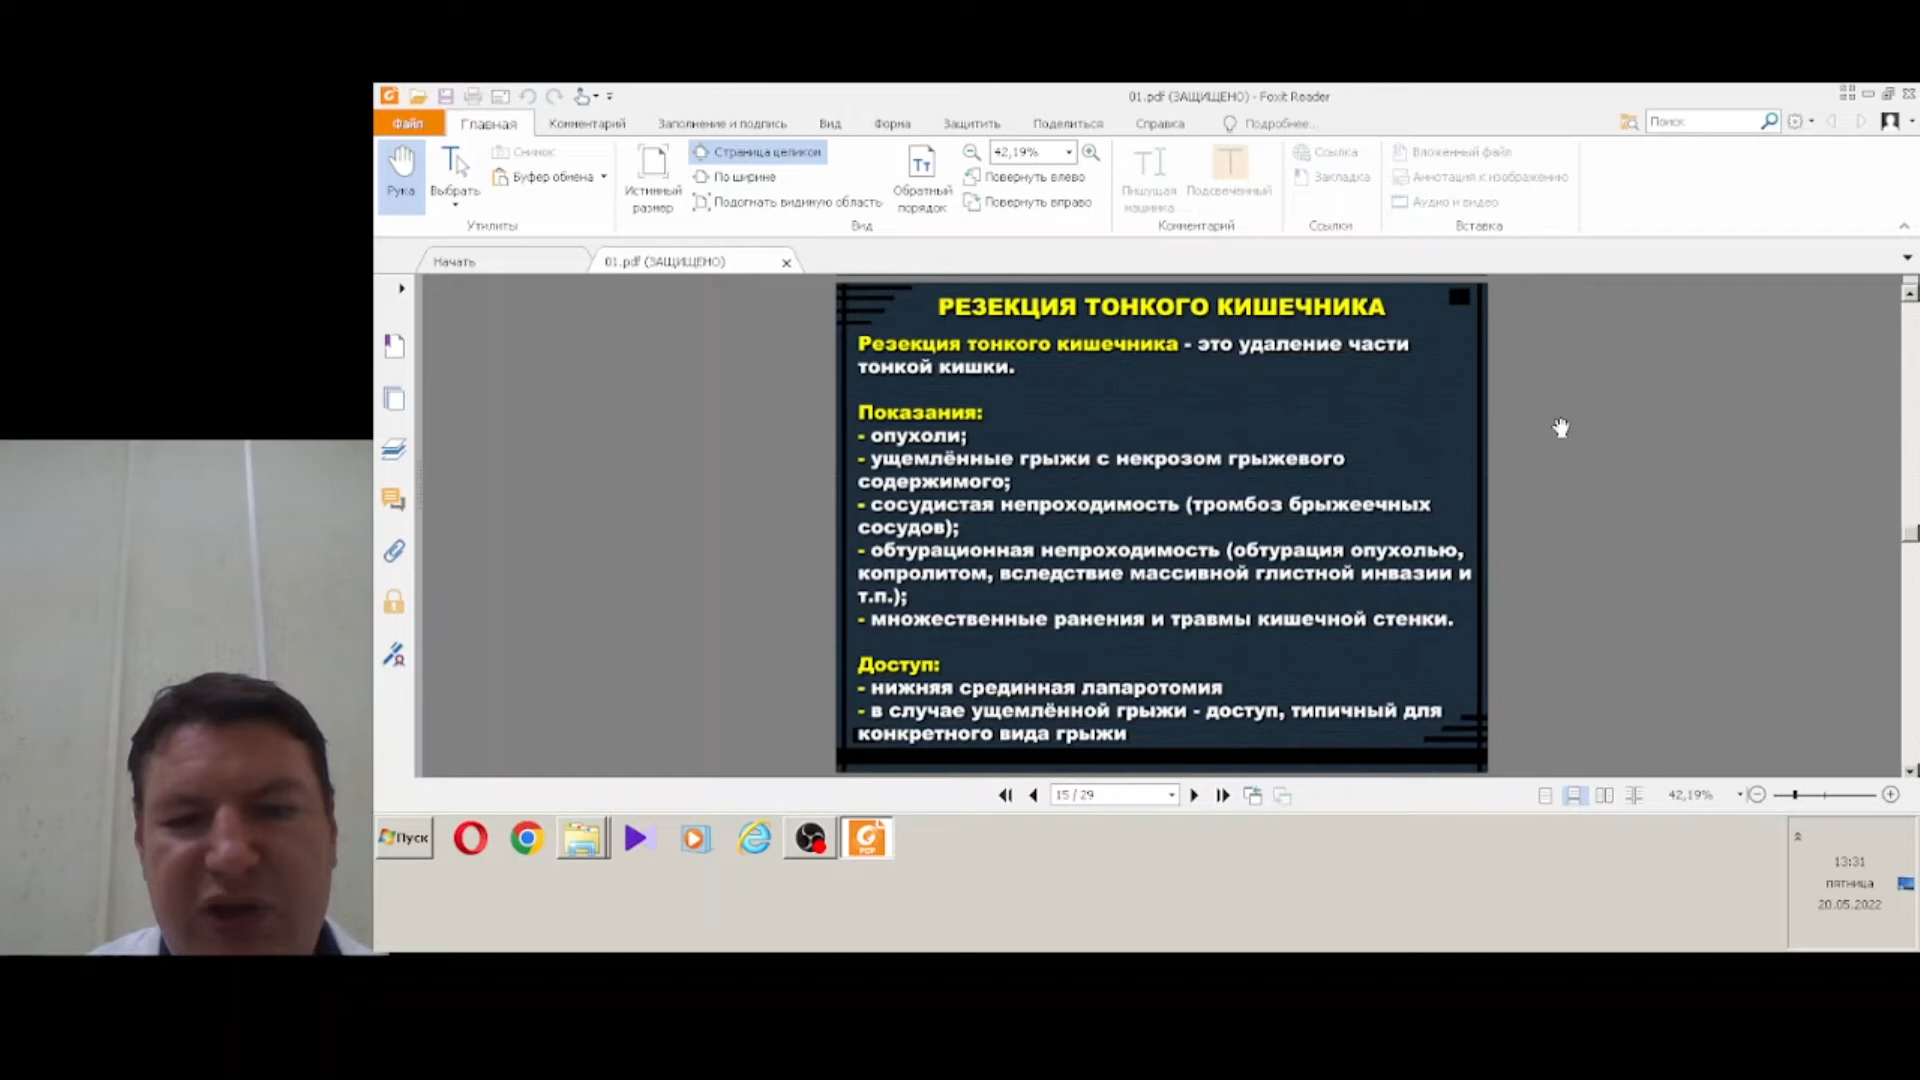 01.pdf (ЗАЩИЩЕНО) - Foxit Reader
Файл Главная Комментарий Заполнение и подпись Вид Форма Защитить Поделиться Справка Подробнее... Поиск
Снимок Страница целиком 42,19% Ссылка Вложенный файл
Буфер обмена По ширине Повернуть влево Закладка Аннотация к изображению
Рука Выбрать Истинный размер Подогнать видимую область Обратный порядок Повернуть вправо Пишущая машинка Подсвеченный Аудио и видео
Утилиты Вид Комментарий Ссылки Вставка
Начать 01.pdf (ЗАЩИЩЕНО)
РЕЗЕКЦИЯ ТОНКОГО КИШЕЧНИКА
Резекция тонкого кишечника - это удаление части
тонкой кишки.
Показания:
- опухоли;
- ущемлённые грыжи с некрозом грыжевого
содержимого;
- сосудистая непроходимость (тромбоз брыжеечных
сосудов);
- обтурационная непроходимость (обтурация опухолью,
копролитом, вследствие массивной глистной инвазии и
т.п.);
- множественные ранения и травмы кишечной стенки.
Доступ:
- нижняя срединная лапаротомия
- в случае ущемлённой грыжи - доступ, типичный для
конкретного вида грыжи
15 / 29 42,19%
Пуск
PDF
13:31
пятница
20.05.2022